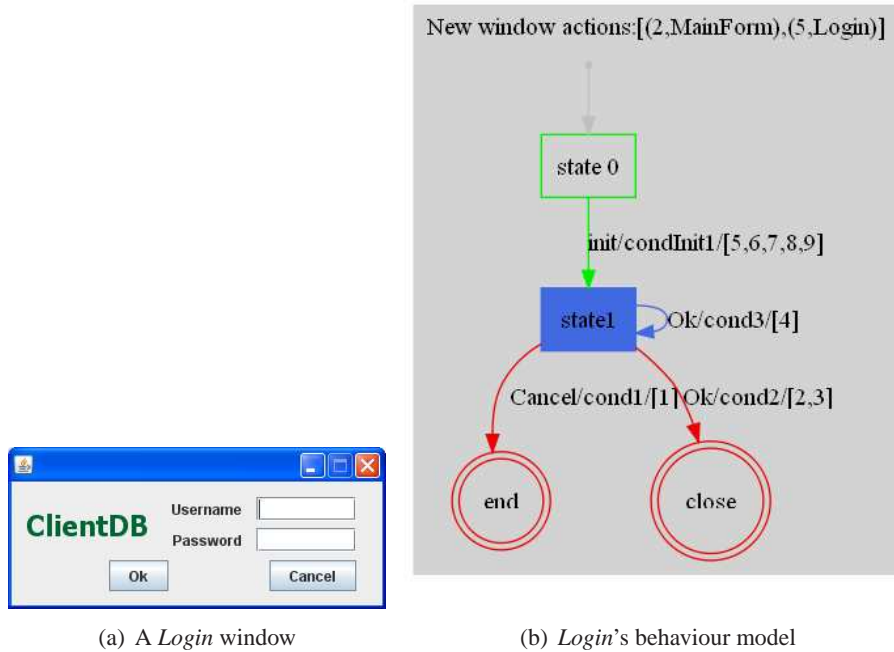 New window actions:[(2,MainForm),(5,Login)]
state 0
init/condInit1/[5,6,7,8,9]
state1
Ok/cond3/[4]
Cancel/cond1/[1]
Ok/cond2/[2,3]
end
close
ClientDB
Username
Password
Ok
Cancel
(a) A Login window
(b) Login's behaviour model